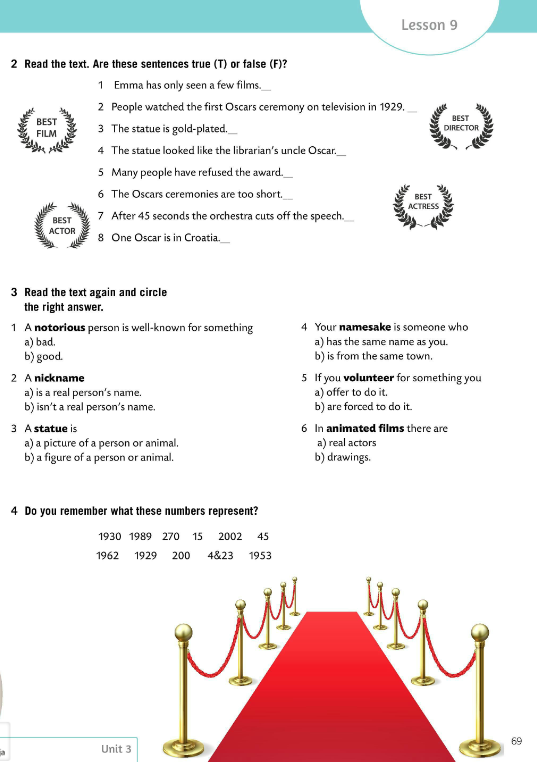 Lesson 9
2 Read the text. Are these sentences true (T) or false (F)?
1 Emma has only seen a few films.__
2 People watched the first Oscars ceremony on television in 1929. __
3 The statue is gold-plated.__
4 The statue looked like the librarian's uncle Oscar.__
5 Many people have refused the award.__
6 The Oscars ceremonies are too short.__
7 After 45 seconds the orchestra cuts off the speech.__
8 One Oscar is in Croatia.__
BEST
FILM
BEST
DIRECTOR
BEST
ACTOR
BEST
ACTRESS
3 Read the text again and circle
the right answer.
1 A notorious person is well-known for something
a) bad.
b) good.
2 A nickname
a) is a real person's name.
b) isn't a real person's name.
3 A statue is
a) a picture of a person or animal.
b) a figure of a person or animal.
4 Your namesake is someone who
a) has the same name as you.
b) is from the same town.
5 If you volunteer for something you
a) offer to do it.
b) are forced to do it.
6 In animated films there are
a) real actors
b) drawings.
4 Do you remember what these numbers represent?
1930 1989 270 15 2002 45
1962 1929 200 4&23 1953
ja
Unit 3
69